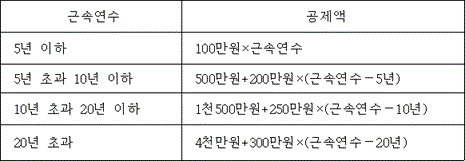 근속연수 공제액
5년 이하 100만원×근속연수
5년 초과 10년 이하 500만원+200만원×(근속연수-5년)
10년 초과 20년 이하 1천500만원+250만원×(근속연수-10년)
20년 초과 4천만원+300만원×(근속연수-20년)